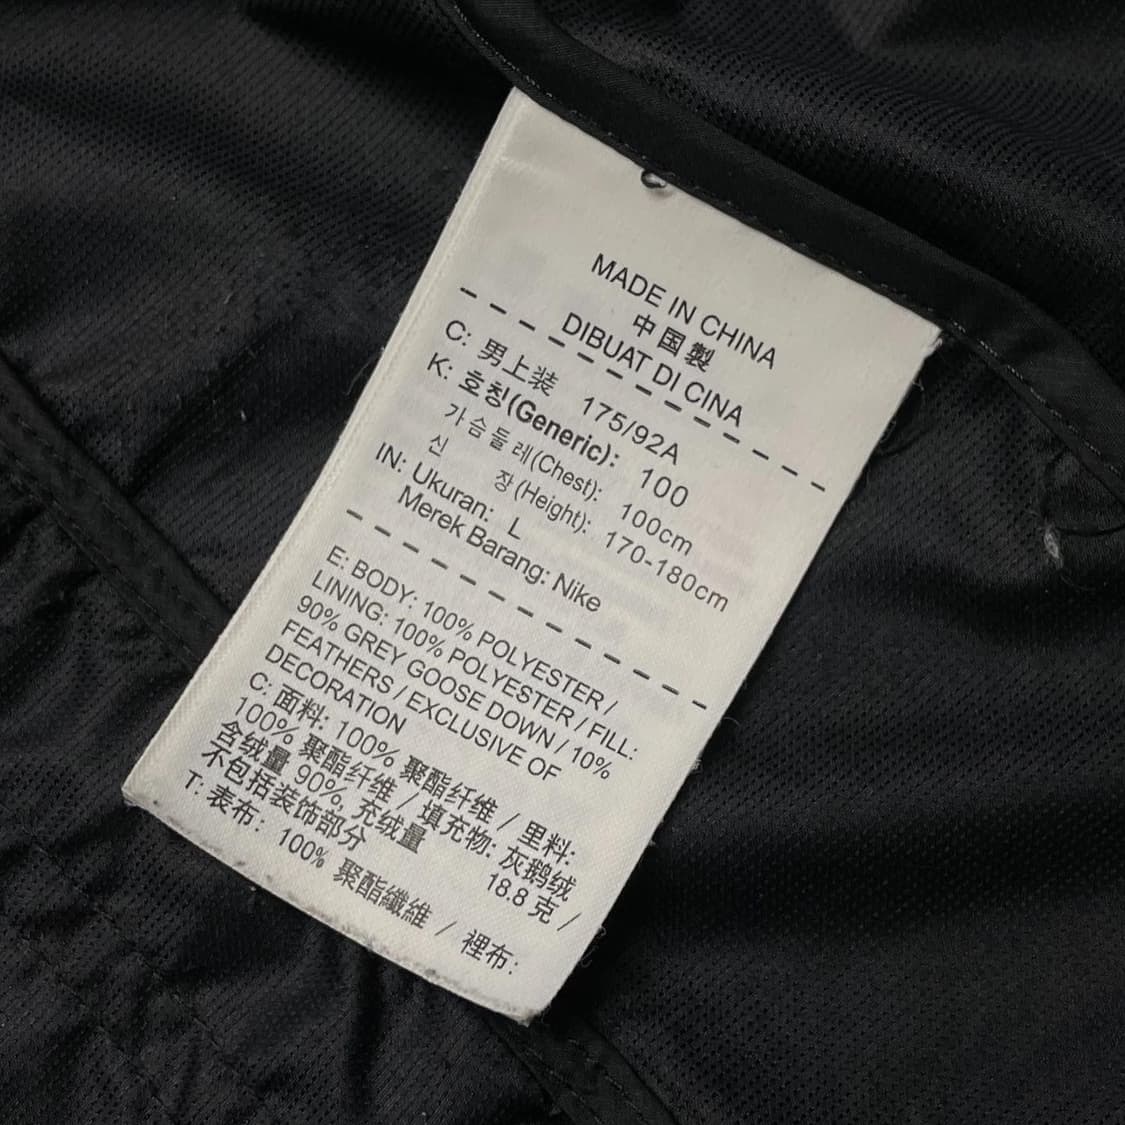 MADE IN CHINA
中国製
DIBUAT DI CINA
C: 男上装 175/92A
K: 호칭(Generic): 100
가슴둘레(Chest): 100cm
신 장(Height): 170-180cm
IN: Ukuran: L
Merek Barang: Nike
E: BODY: 100% POLYESTER /
LINING: 100% POLYESTER / FILL:
90% GREY GOOSE DOWN / 10%
FEATHERS / EXCLUSIVE OF
DECORATION
C: 面料: 100% 聚酯纤维 / 里料:
100% 聚酯纤维 / 填充物: 灰鹅绒
含绒量 90%, 充绒量 18.8 克 /
不包括装饰部分
T: 表布: 100% 聚酯纖維 / 裡布: